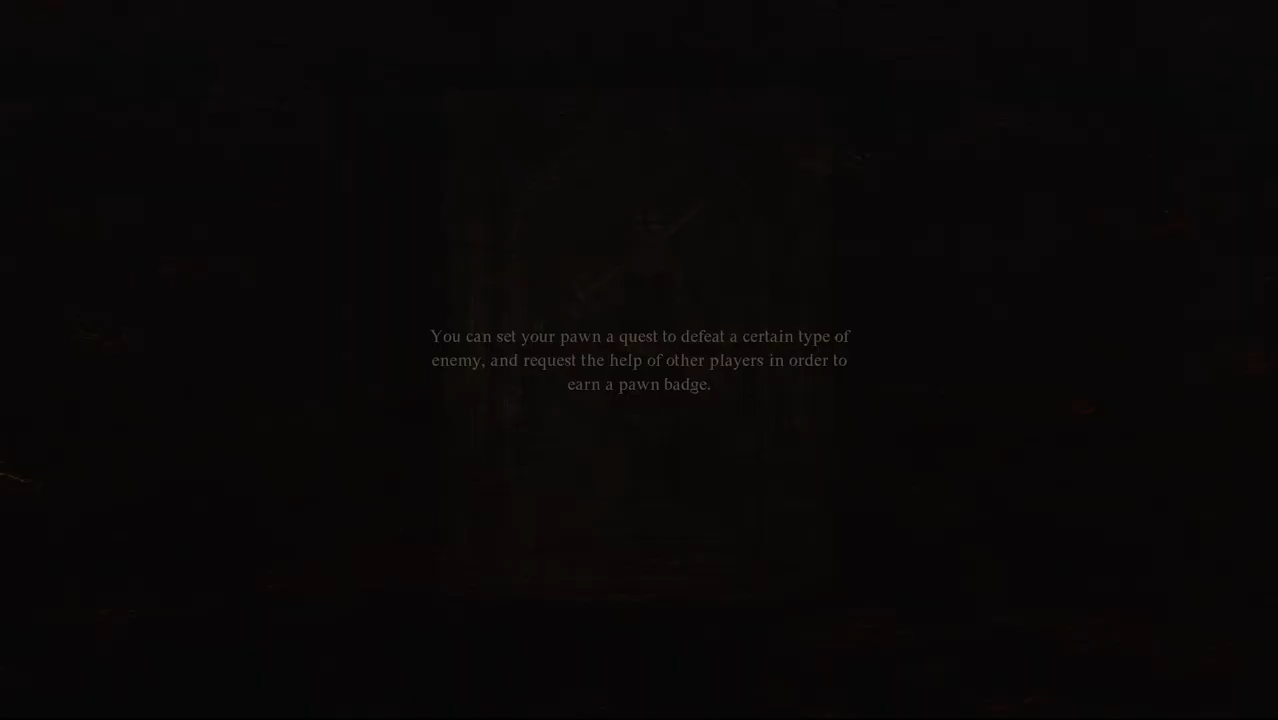 You can set your pawn a quest to defeat a certain type of
enemy, and request the help of other players in order to
earn a pawn badge.